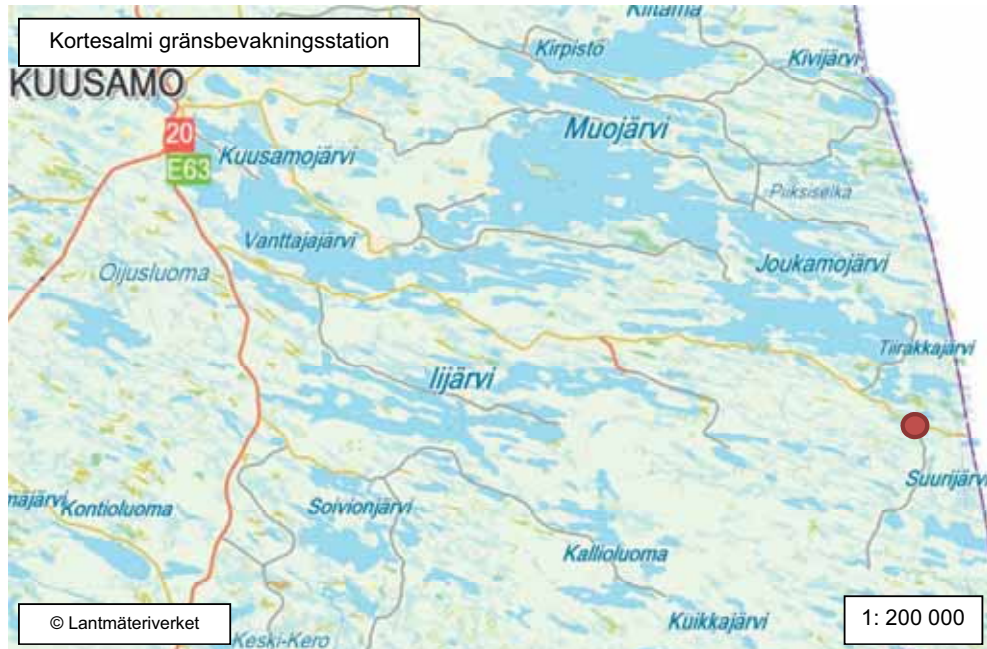 Kortesalmi gränsbevakningsstation
Kiitämä
Kirpistö
Kivijärvi
KUUSAMO
20
E63
Kuusamojärvi
Muojärvi
Piiksiselkä
Vanttajajärvi
Oijusluoma
Joukamojärvi
Tiirakkajärvi
Iijärvi
Suurijärvi
majärvi
Kontioluoma
Soivionjärvi
Kallioluoma
Kuikkajärvi
Keski-Kero
© Lantmäteriverket
1: 200 000